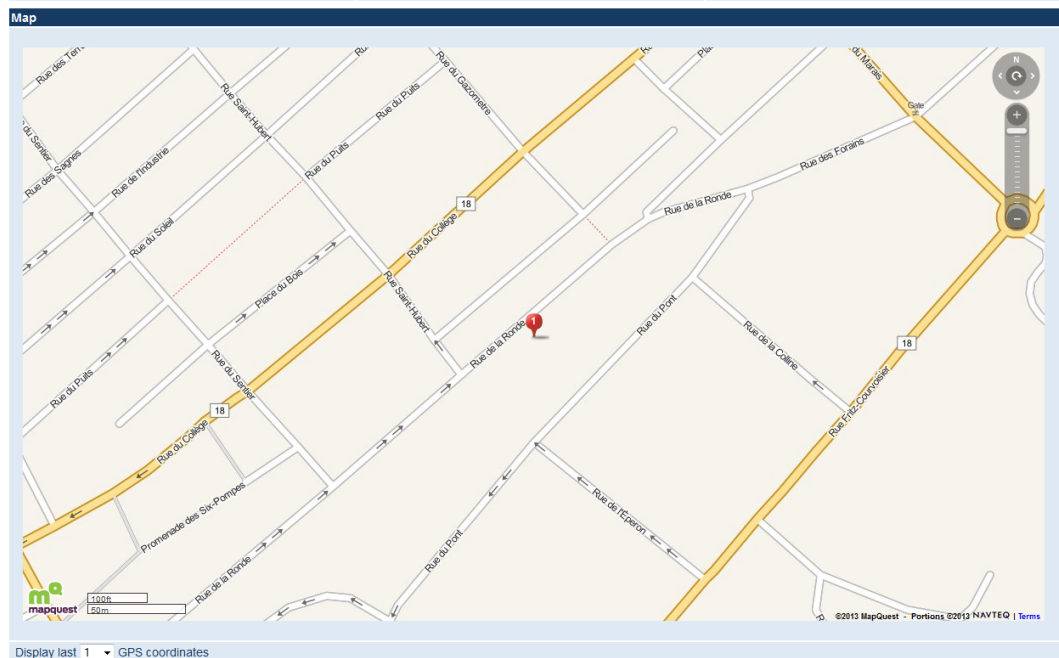 Map
Rue des Terr
Rue Saint-Hubert
Rue du Puits
Rue du Gazometre
Ru
Pla
du Marais
N
Gate
Rue des Forains
e du Sentier
Rue des Sagnes
Rue de l'Industrie
Rue du Puits
Rue de la Ronde
18
Rue du Collège
Rue du Soleil
Place du Bois
Rue Saint-Hubert
1
Rue de la Ronde
Rue du Pont
Rue de la Colline
18
Rue du Puits
Rue du Sentier
18
Rue Fritz-Courvoisier
Rue du Collège
Promenade des Six-Pompes
Rue de l'Éperon
Rue de la Ronde
Rue du Pont
R
mq
mapquest
100ft
50m
©2013 MapQuest - Portions ©2013 NAVTEQ | Terms
Display last 1 GPS coordinates